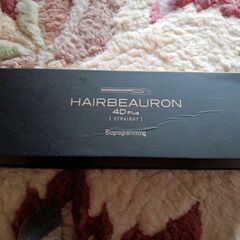 HAIRBEAURON
4D Plus
[ STRAIGHT ]
Bioprogramming